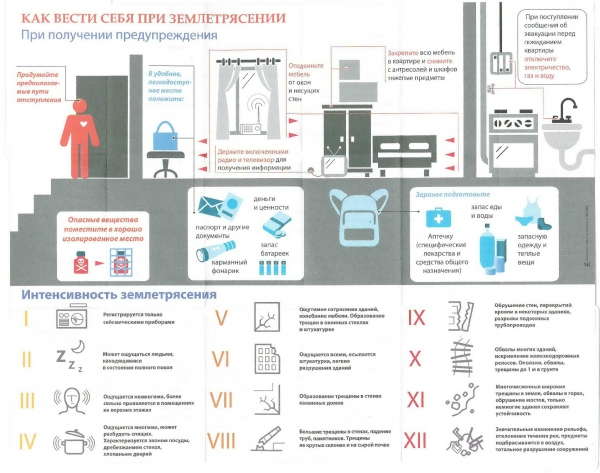 КАК ВЕСТИ СЕБЯ ПРИ ЗЕМЛЕТРЯСЕНИИ
При получении предупреждения
Продумайте
предполагае-
мые пути
отступления
В удобное,
легкодоступ-
ное место
положите:
Отодвиньте
мебель
от окон
и несущих
стен
Закрепите всю мебель
в квартире и снимите
с антресолей и шкафов
тяжелые предметы
При поступлении
сообщения об
эвакуации перед
покиданием
квартиры
отключите
электричество,
газ и воду
Держите включенными
радио и телевизор для
получения информации
Опасные вещества
поместите в хорошо
изолированное место
паспорт и другие
документы
деньги
и ценности
карманный
фонарик
запас
батареек
Заранее подготовьте
Аптечку
(специфические
лекарства и
средства общего
назначения)
запас еды
и воды
запасную
одежду и
теплые
вещи
Интенсивность землетрясения
I
Регистрируется только
сейсмическими приборами
II
Может ощущаться людьми,
находящимися
в состоянии полного покоя
III
Ощущается немногими, более
сильно проявляется в помещениях
на верхних этажах
IV
Ощущается многими, может
разбудить спящих.
Характеризуется звоном посуды,
дребезжанием стекол,
хлопаньем дверей
V
Ощутимое сотрясение зданий,
колебание мебели. Образование
трещин в оконных стеклах
и штукатурке
VI
Ощущается всеми, осыпается
штукатурка, легкие
разрушения зданий
VII
Образование трещины в стенах
каменных домов
VIII
Большие трещины в стенах, падение
труб, памятников. Трещины
на крутых склонах и на сырой почве
IX
Обрушение стен, перекрытий
кровли в некоторых зданиях,
разрывы подземных
трубопроводов
X
Обвалы многих зданий,
искривление железнодорожных
рельсов. Оползни, обвалы,
трещины до 1 м в грунте
XI
Многочисленные широкие
трещины в земле, обвалы в горах,
обрушение мостов, только
немногие здания сохраняют
устойчивость
XII
Значительные изменения рельефа,
отклонение течения рек, предметы
подбрасываются в воздух,
тотальное разрушение сооружений